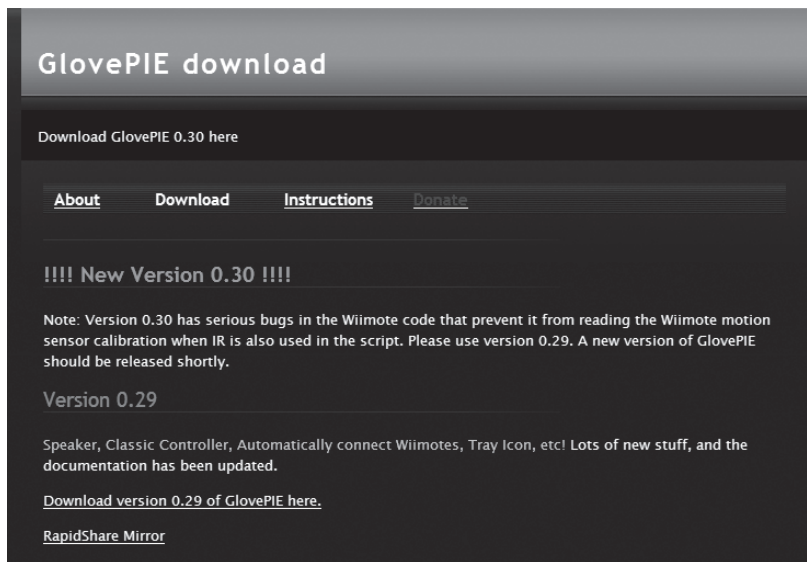 GlovePIE download
Download GlovePIE 0.30 here
About Download Instructions Donate
!!!! New Version 0.30 !!!!
Note: Version 0.30 has serious bugs in the Wiimote code that prevent it from reading the Wiimote motion
sensor calibration when IR is also used in the script. Please use version 0.29. A new version of GlovePIE
should be released shortly.
Version 0.29
Speaker, Classic Controller, Automatically connect Wiimotes, Tray Icon, etc! Lots of new stuff, and the
documentation has been updated.
Download version 0.29 of GlovePIE here.
RapidShare Mirror